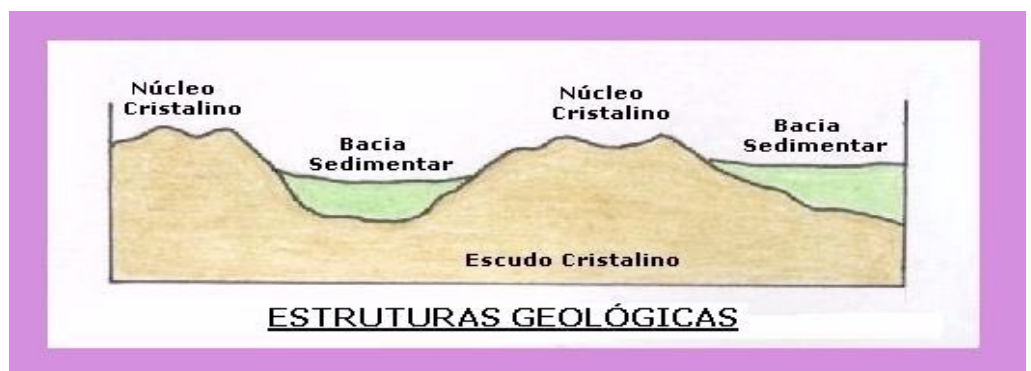 Núcleo
Cristalino
Bacia
Sedimentar
Núcleo
Cristalino
Bacia
Sedimentar
Escudo Cristalino
ESTRUTURAS GEOLÓGICAS